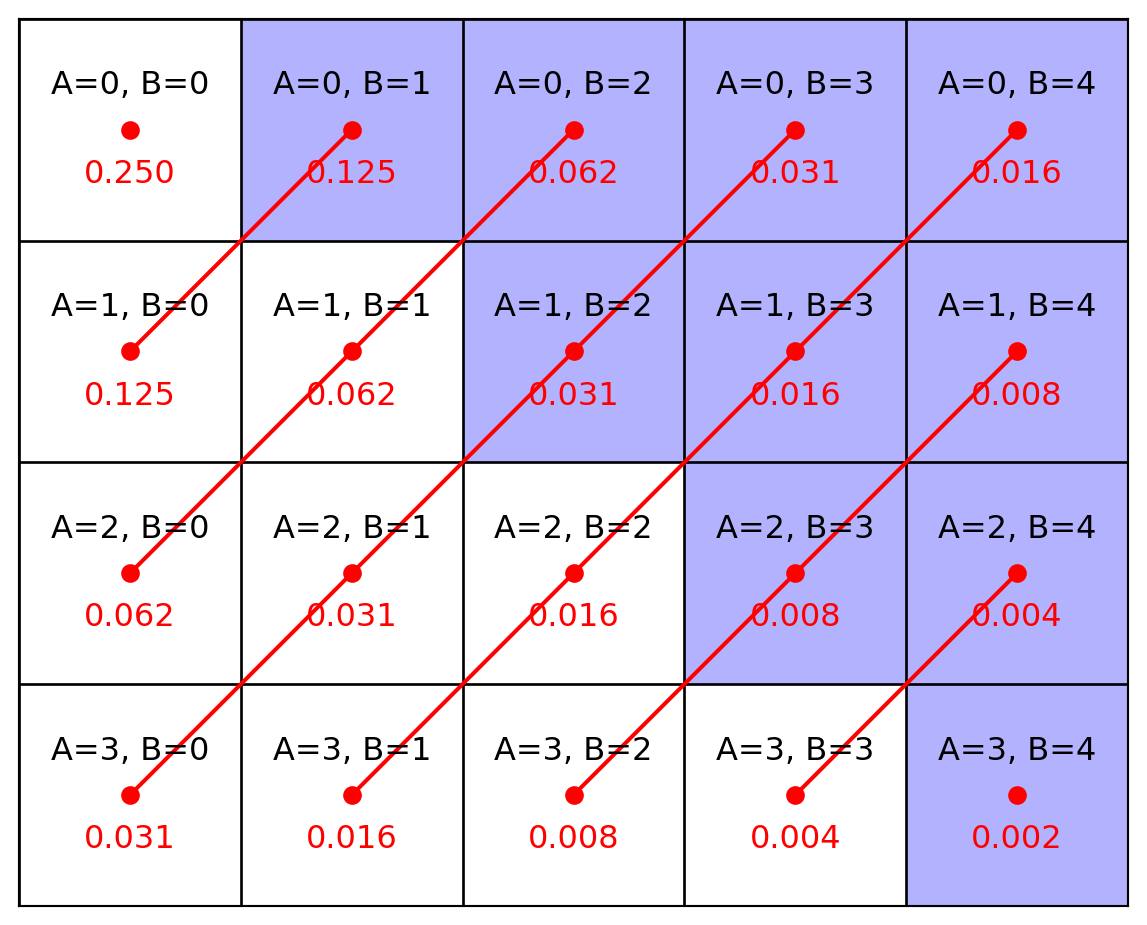 A=0, B=0 A=0, B=1 A=0, B=2 A=0, B=3 A=0, B=4
0.250 0.125 0.062 0.031 0.016
A=1, B=0 A=1, B=1 A=1, B=2 A=1, B=3 A=1, B=4
0.125 0.062 0.031 0.016 0.008
A=2, B=0 A=2, B=1 A=2, B=2 A=2, B=3 A=2, B=4
0.062 0.031 0.016 0.008 0.004
A=3, B=0 A=3, B=1 A=3, B=2 A=3, B=3 A=3, B=4
0.031 0.016 0.008 0.004 0.002